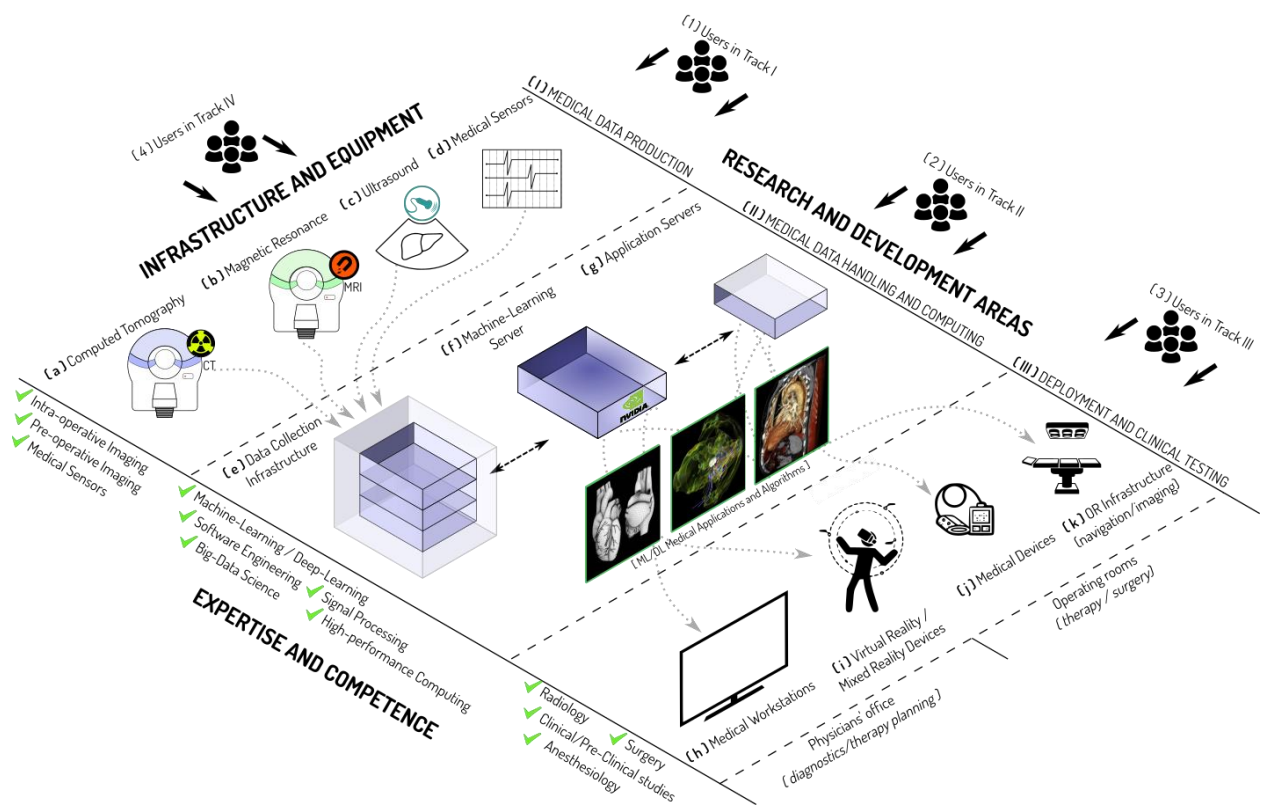 (1) Users in Track I
(4) Users in Track IV
INFRASTRUCTURE AND EQUIPMENT
(a) Computed Tomography
(b) Magnetic Resonance
(c) Ultrasound
(d) Medical Sensors
CT
MRI
(I) MEDICAL DATA PRODUCTION
RESEARCH AND DEVELOPMENT AREAS
(2) Users in Track II
(II) MEDICAL DATA HANDLING AND COMPUTING
(3) Users in Track III
(III) DEPLOYMENT AND CLINICAL TESTING
(e) Data Collection
Infrastructure
(f) Machine-Learning
Server
(g) Application Servers
NVIDIA
[ ML/DL Medical Applications and Algorithms ]
Intra-operative Imaging
Pre-operative Imaging
Medical Sensors
Machine-Learning / Deep-Learning
Software Engineering
Big-Data Science
Signal Processing
High-performance Computing
EXPERTISE AND COMPETENCE
Radiology
Surgery
Clinical/Pre-Clinical studies
Anesthesiology
(h) Medical Workstations
(i) Virtual Reality /
Mixed Reality Devices
(j) Medical Devices
(k) OR Infrastructure
(navigation/imaging)
Physicians' office
( diagnostics/therapy planning )
Operating rooms
( therapy / surgery)